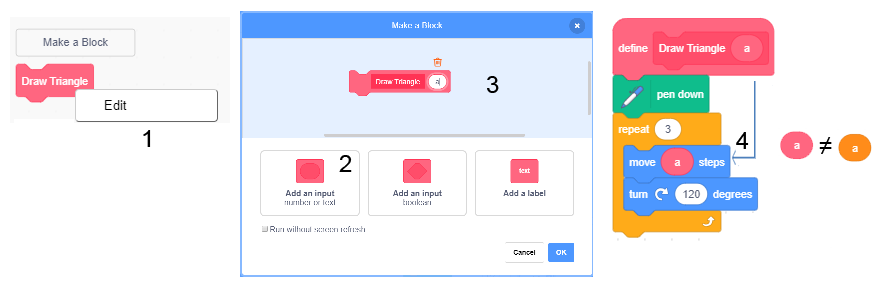 Make a Block
Draw Triangle
Edit
1
Make a Block
Draw Triangle a
3
2
Add an input
number or text
Add an input
boolean
text
Add a label
Run without screen refresh
Cancel OK
define Draw Triangle a
pen down
repeat 3
4
move a steps
turn 120 degrees
a ≠ a